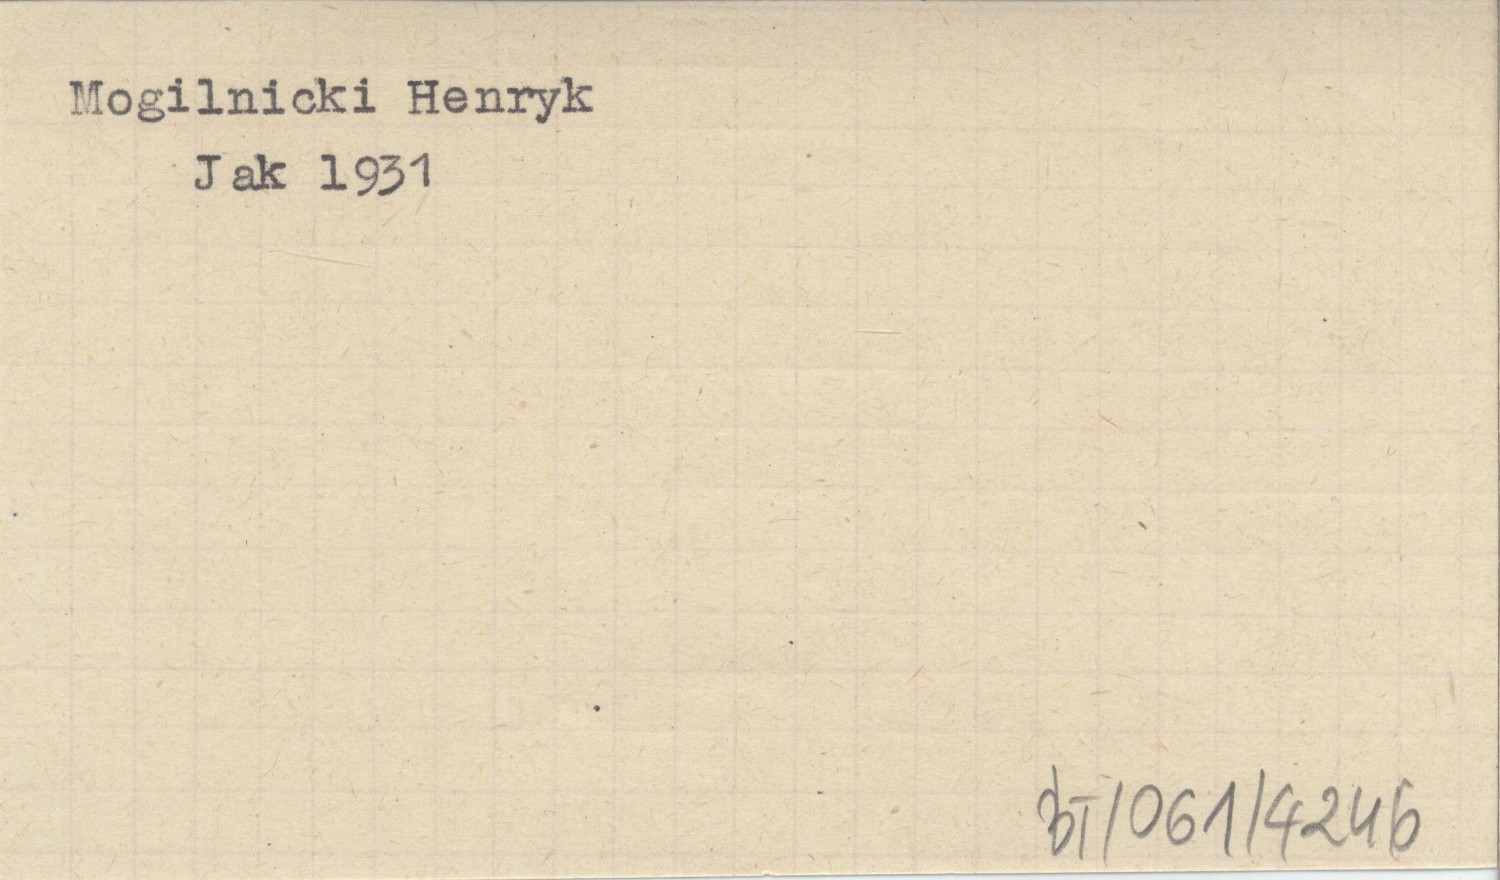 Mogilnicki Henryk
Jak 1931
BT/061/4246